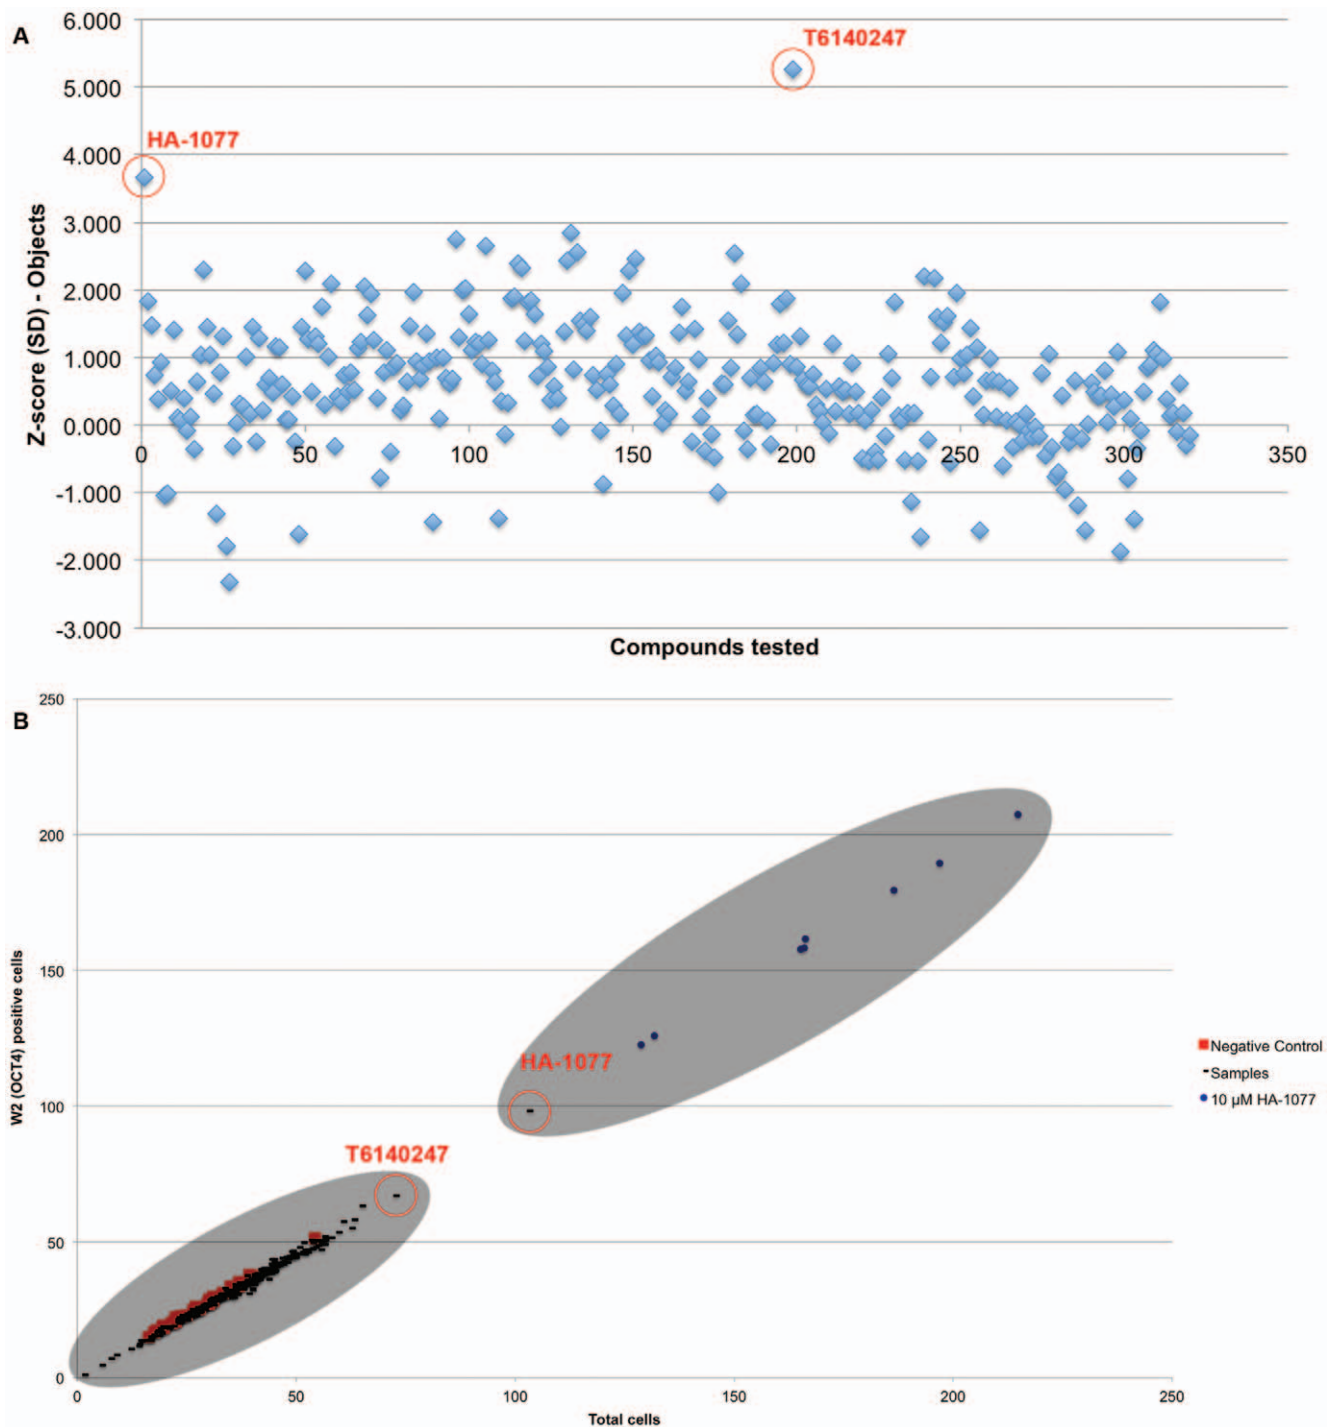 A
6.000
T6140247
5.000
HA-1077
4.000
3.000
2.000
1.000
0.000
0 50 100 150 200 250 300 350
-1.000
-2.000
-3.000
Z-score (SD) - Objects
Compounds tested
B
250
200
150
HA-1077
100
T6140247
50
0
0 50 100 150 200 250
W2 (OCT4) positive cells
Total cells
Negative Control
Samples
10 µM HA-1077